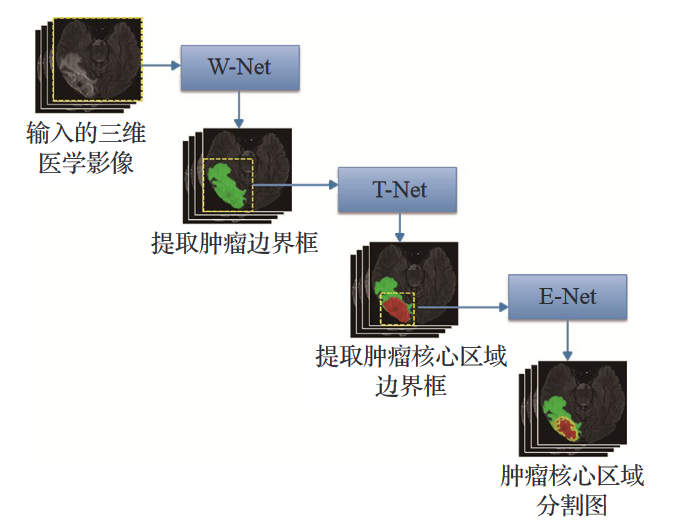 W-Net
输入的三维
医学影像
T-Net
提取肿瘤边界框
E-Net
提取肿瘤核心区域
边界框
肿瘤核心区域
分割图